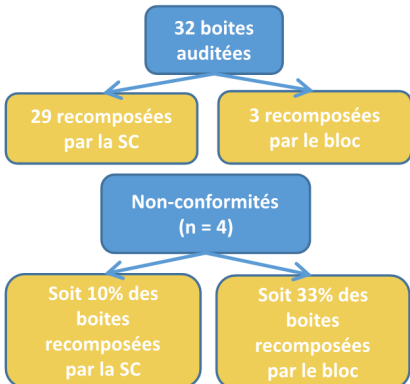 32 boites
auditées
29 recomposées
par la SC
3 recomposées
par le bloc
Non-conformités
(n = 4)
Soit 10% des
boites
recomposées
par la SC
Soit 33% des
boites
recomposées
par le bloc